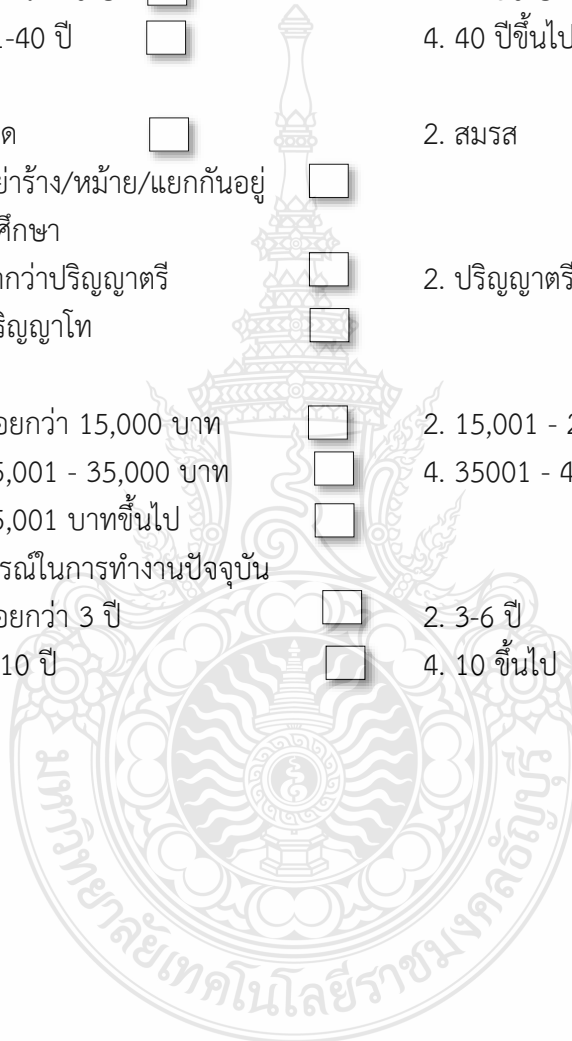 -40 ปี 4. 40 ปีขึ้นไป
ด 2. สมรส
ย่าร้าง/หม้าย/แยกกันอยู่
ศึกษา
ากว่าปริญญาตรี 2. ปริญญาตรี
ริญญาโท
อยกว่า 15,000 บาท 2. 15,001 - 2
5,001 - 35,000 บาท 4. 35001 - 4
5,001 บาทขึ้นไป
รณ์ในการทำงานปัจจุบัน
อยกว่า 3 ปี 2. 3-6 ปี
10 ปี 4. 10 ขึ้นไป
มหาวิทยาลัยเทคโนโลยีราชมงคลธัญบุรี